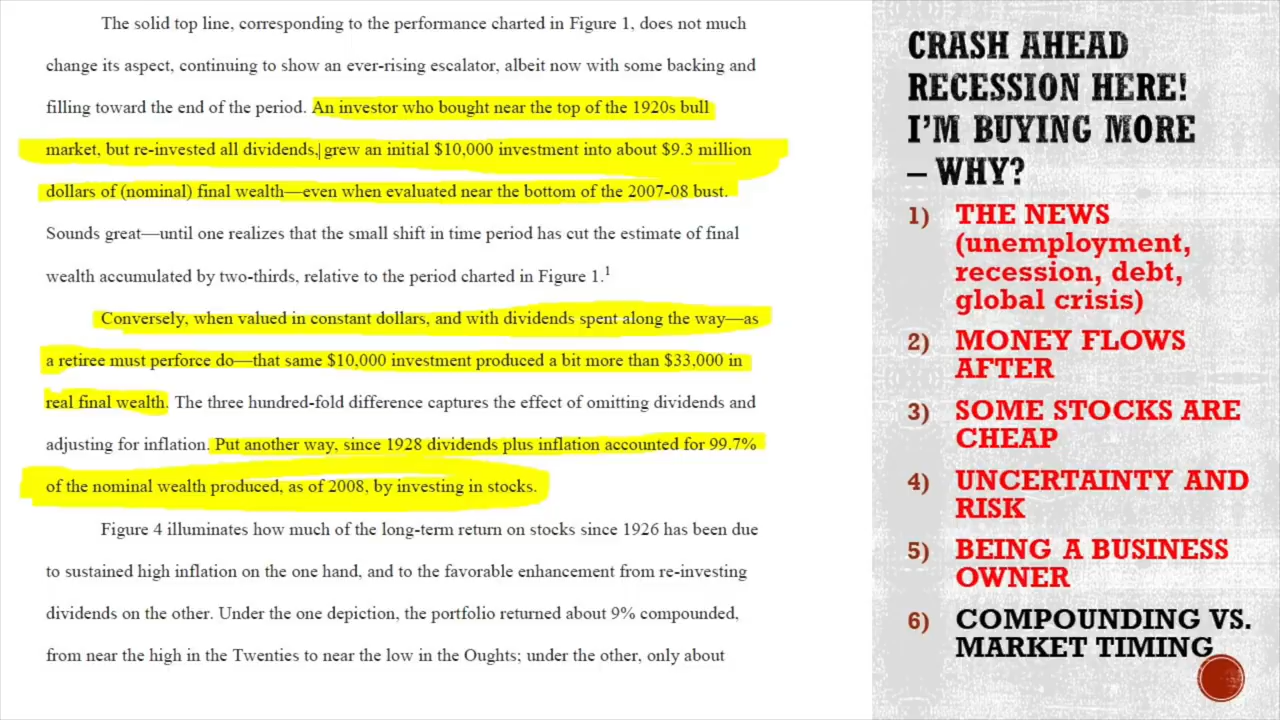 The solid top line, corresponding to the performance charted in Figure 1, does not much
change its aspect, continuing to show an ever-rising escalator, albeit now with some backing and
filling toward the end of the period. An investor who bought near the top of the 1920s bull
market, but re-invested all dividends, grew an initial $10,000 investment into about $9.3 million
dollars of (nominal) final wealth—even when evaluated near the bottom of the 2007-08 bust.
Sounds great—until one realizes that the small shift in time period has cut the estimate of final
wealth accumulated by two-thirds, relative to the period charted in Figure 1.1
Conversely, when valued in constant dollars, and with dividends spent along the way—as
a retiree must perforce do—that same $10,000 investment produced a bit more than $33,000 in
real final wealth. The three hundred-fold difference captures the effect of omitting dividends and
adjusting for inflation. Put another way, since 1928 dividends plus inflation accounted for 99.7%
of the nominal wealth produced, as of 2008, by investing in stocks.
Figure 4 illuminates how much of the long-term return on stocks since 1926 has been due
to sustained high inflation on the one hand, and to the favorable enhancement from re-investing
dividends on the other. Under the one depiction, the portfolio returned about 9% compounded,
from near the high in the Twenties to near the low in the Oughts; under the other, only about
CRASH AHEAD
RECESSION HERE!
I'M BUYING MORE
– WHY?
1) THE NEWS
(unemployment,
recession, debt,
global crisis)
2) MONEY FLOWS
AFTER
3) SOME STOCKS ARE
CHEAP
4) UNCERTAINTY AND
RISK
5) BEING A BUSINESS
OWNER
6) COMPOUNDING VS.
MARKET TIMING